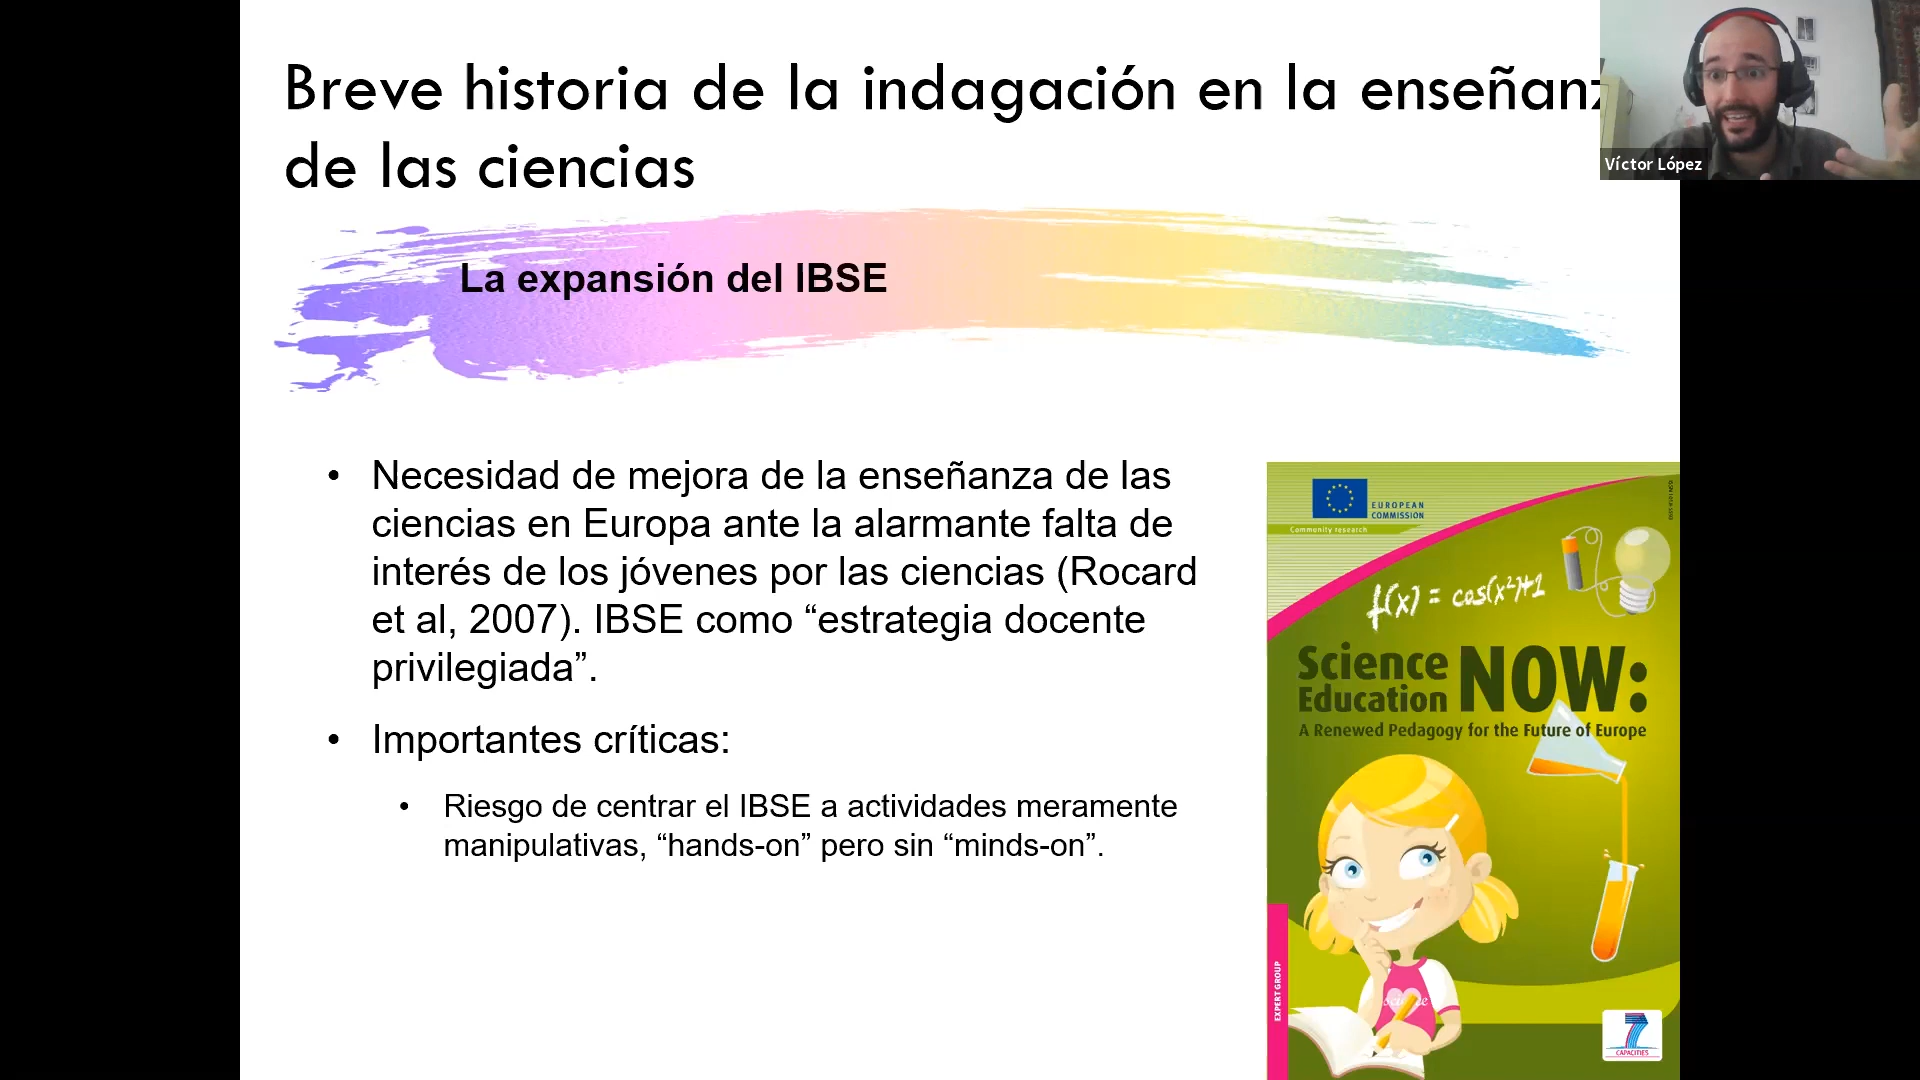 Breve historia de la indagación en la enseñanz
de las ciencias
Víctor López
La expansión del IBSE
• Necesidad de mejora de la enseñanza de las
ciencias en Europa ante la alarmante falta de
interés de los jóvenes por las ciencias (Rocard
et al, 2007). IBSE como “estrategia docente
privilegiada”.
• Importantes críticas:
• Riesgo de centrar el IBSE a actividades meramente
manipulativas, “hands-on” pero sin “minds-on”.
EUROPEAN
COMMISSION
Community research
f(x) = cos(x²)+1
Science
Education NOW:
A Renewed Pedagogy for the Future of Europe
EXPERT GROUP
science
7
CAPACITIES